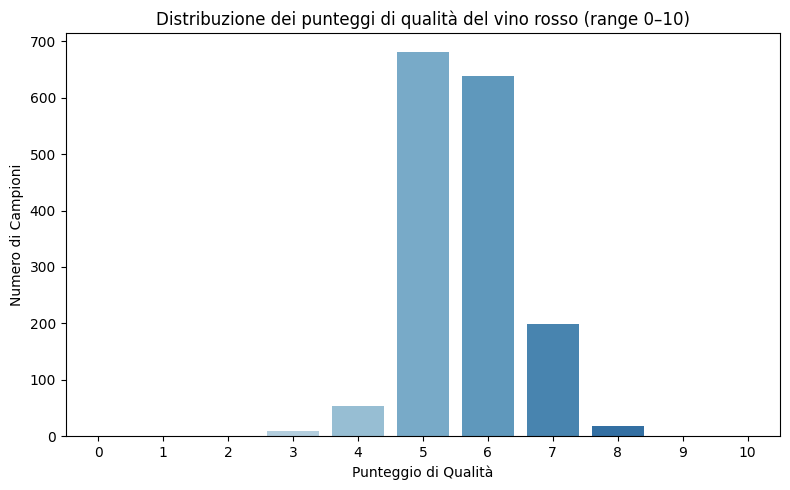 Distribuzione dei punteggi di qualità del vino rosso (range 0–10)
700
600
500
400
300
200
100
0
Numero di Campioni
0 1 2 3 4 5 6 7 8 9 10
Punteggio di Qualità